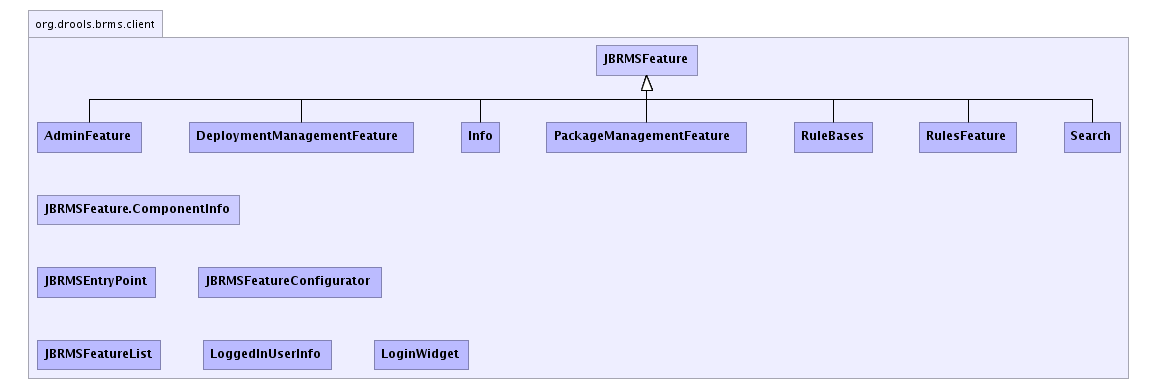 org.drools.brms.client
JBRMSFeature
AdminFeature DeploymentManagementFeature Info PackageManagementFeature RuleBases RulesFeature Search
JBRMSFeature.ComponentInfo
JBRMSEntryPoint JBRMSFeatureConfigurator
JBRMSFeatureList LoggedInUserInfo LoginWidget